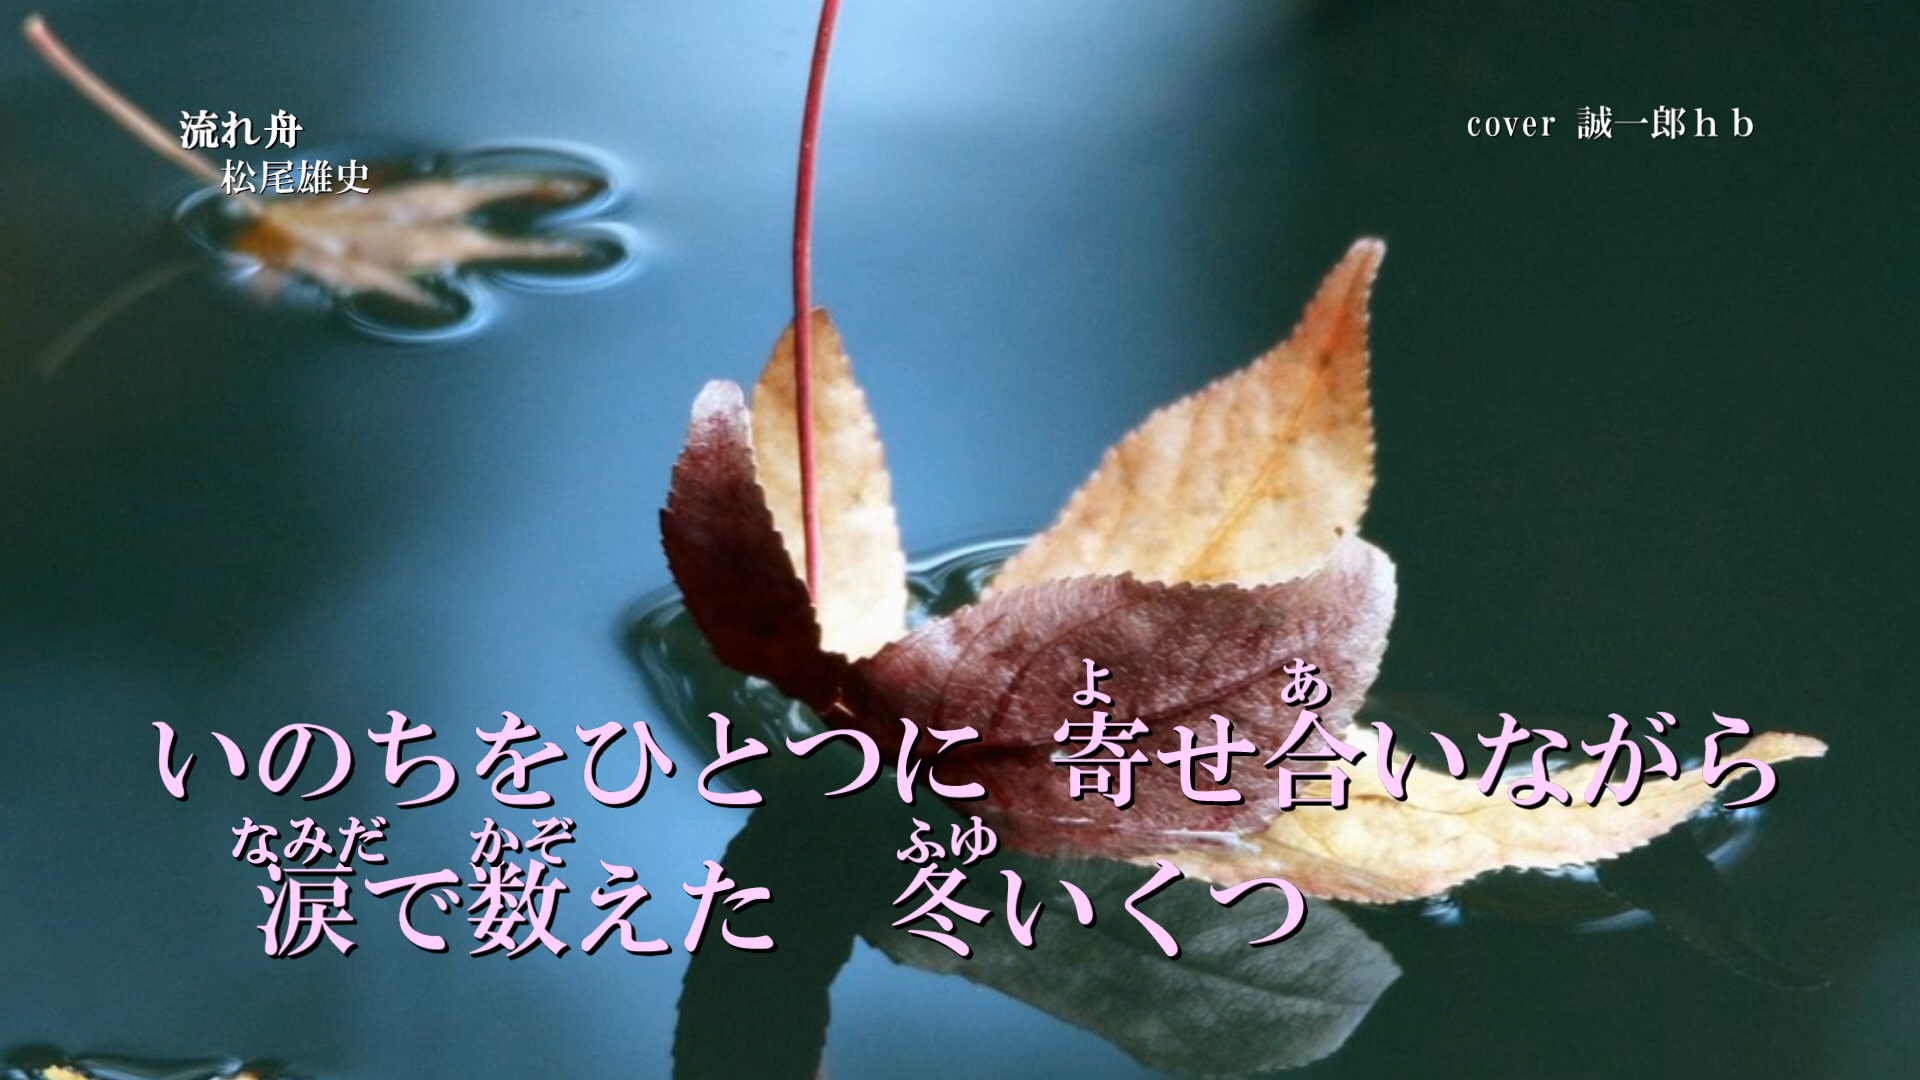 流れ舟
松尾雄史
cover 誠一郎ｈｂ
よ あ
いのちをひとつに 寄せ合いながら
なみだ かぞ ふゆ
涙で数えた 冬いくつ